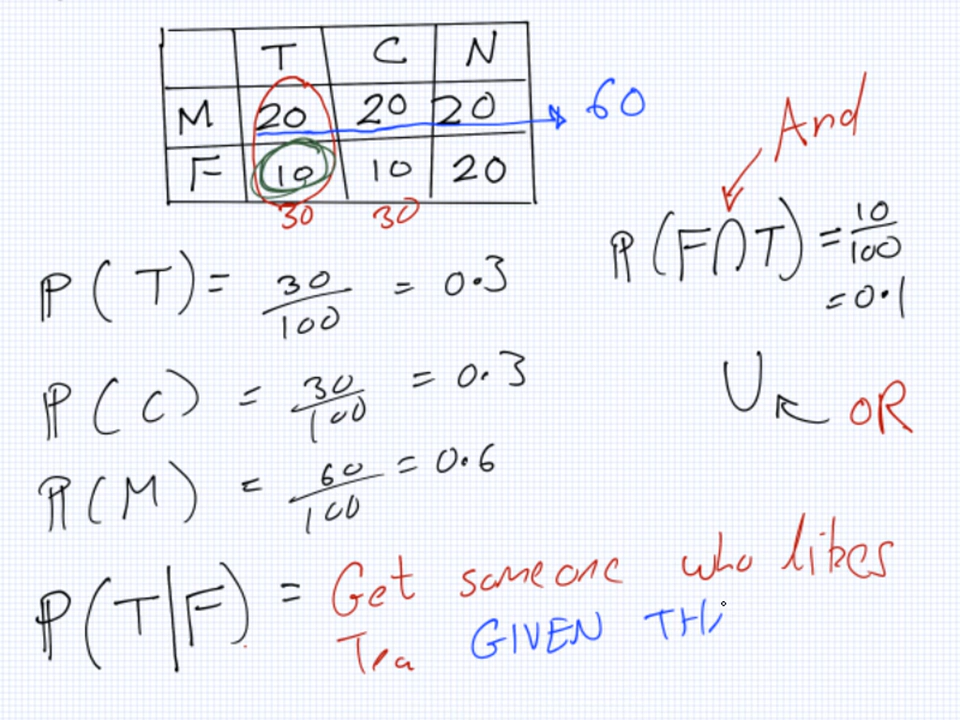 T C N
M 20 20 20 60
F 10 10 20
30 30
And
P(F∩T) = 10/100
= 0.1
P(T) = 30/100 = 0.3
P(C) = 30/100 = 0.3
U OR
P(M) = 60/100 = 0.6
P(T|F) = Get someone who likes
Tea GIVEN TH